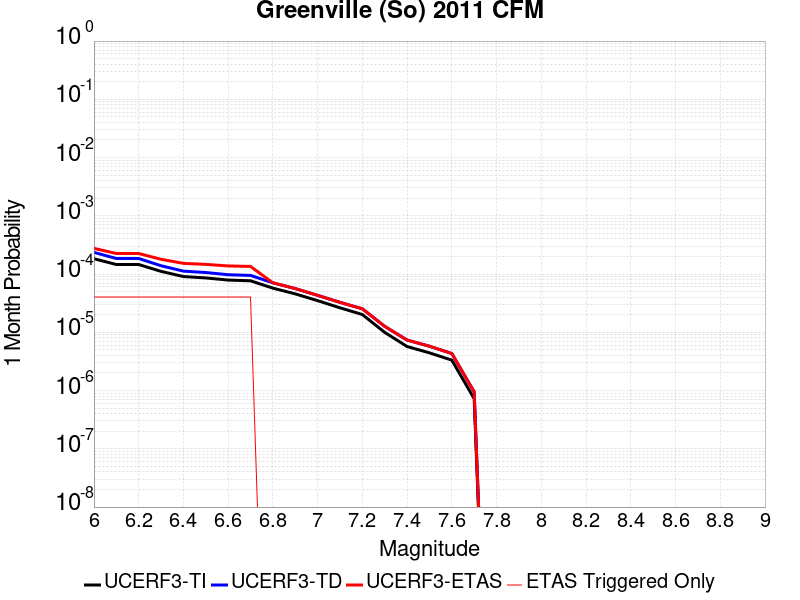 Greenville (So) 2011 CFM
10^0
10^-1
10^-2
10^-3
10^-4
10^-5
10^-6
10^-7
10^-8
1 Month Probability
6 6.2 6.4 6.6 6.8 7 7.2 7.4 7.6 7.8 8 8.2 8.4 8.6 8.8 9
Magnitude
UCERF3-TI UCERF3-TD UCERF3-ETAS ETAS Triggered Only